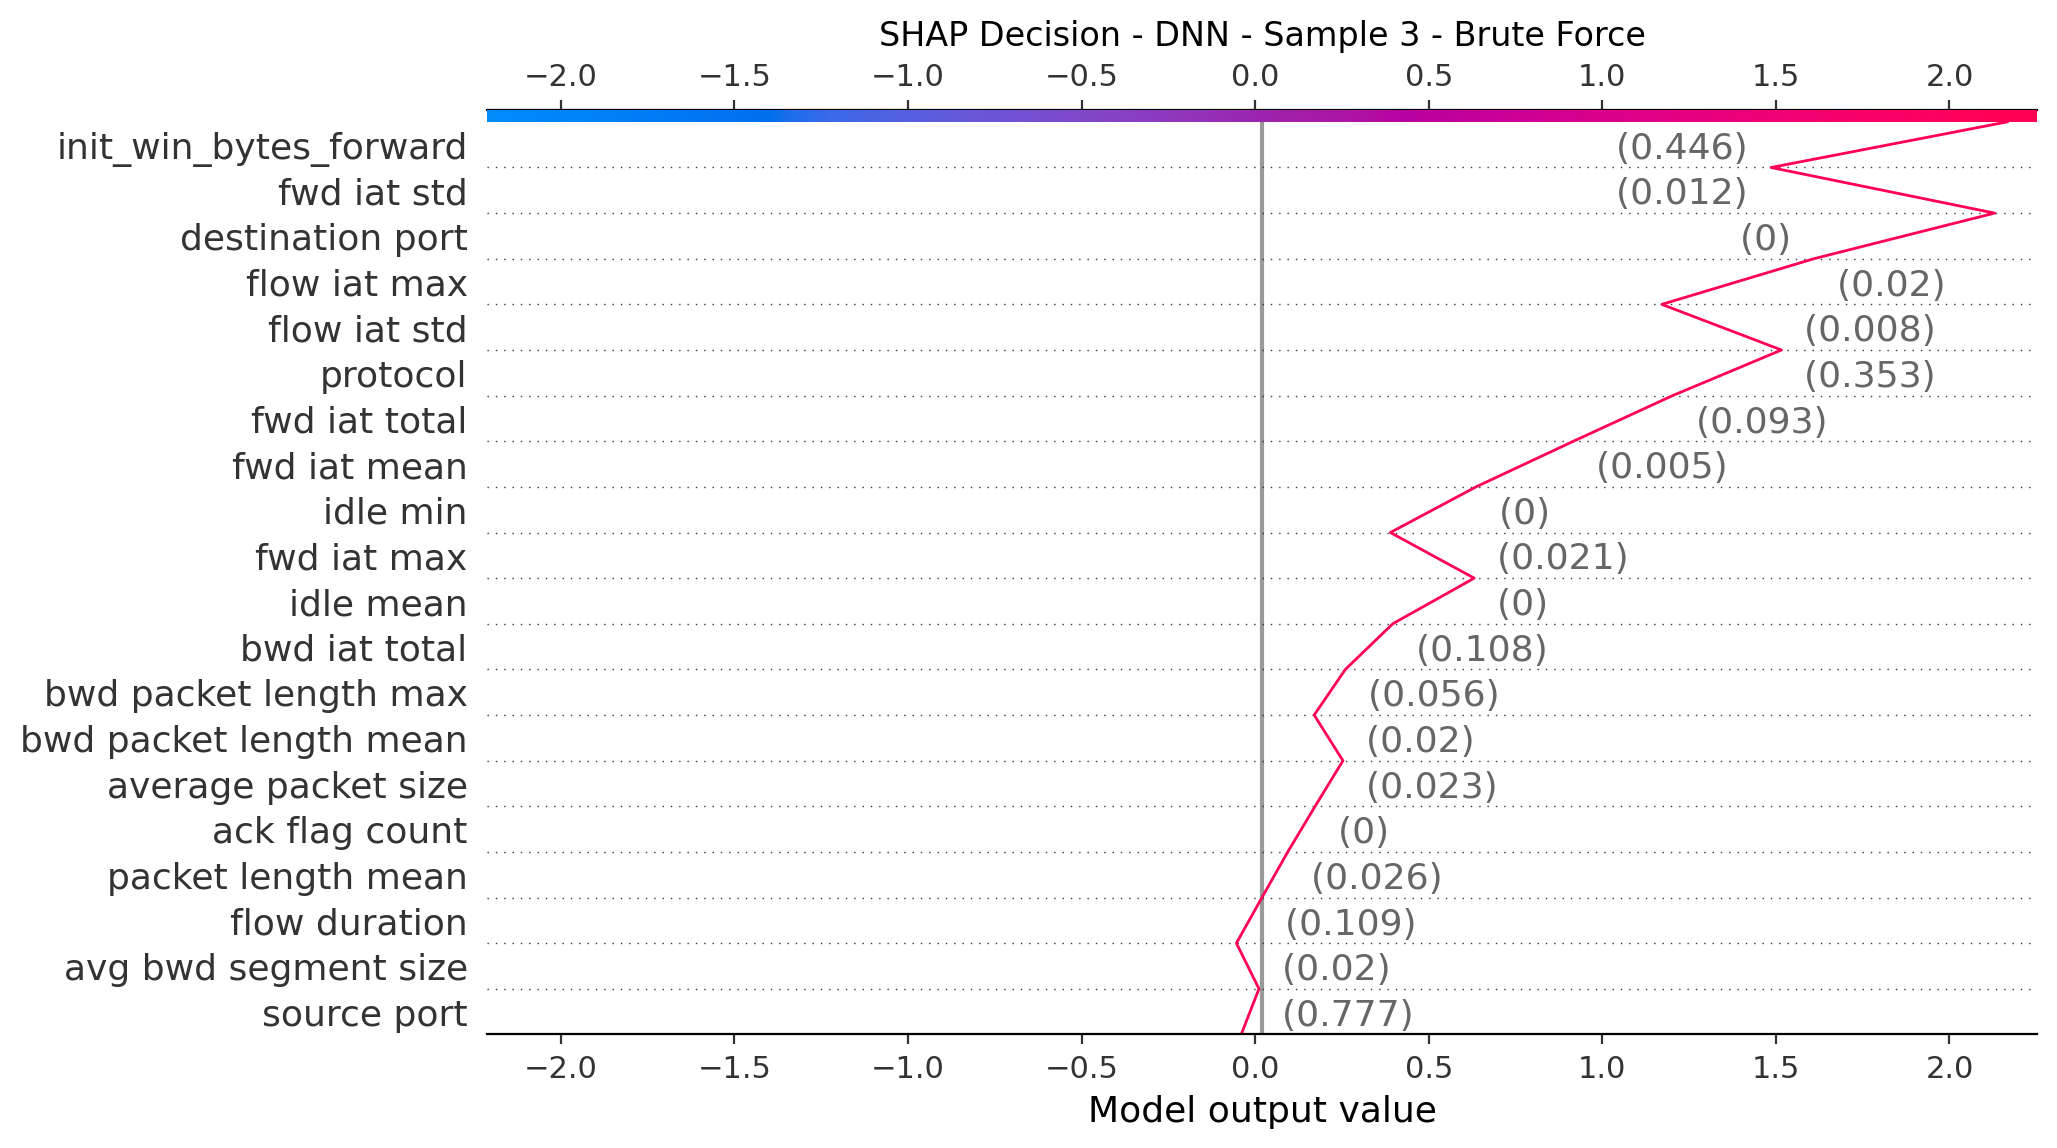 SHAP Decision - DNN - Sample 3 - Brute Force
−2.0 −1.5 −1.0 −0.5 0.0 0.5 1.0 1.5 2.0
init_win_bytes_forward (0.446)
fwd iat std (0.012)
destination port (0)
flow iat max (0.02)
flow iat std (0.008)
protocol (0.353)
fwd iat total (0.093)
fwd iat mean (0.005)
idle min (0)
fwd iat max (0.021)
idle mean (0)
bwd iat total (0.108)
bwd packet length max (0.056)
bwd packet length mean (0.02)
average packet size (0.023)
ack flag count (0)
packet length mean (0.026)
flow duration (0.109)
avg bwd segment size (0.02)
source port (0.777)
−2.0 −1.5 −1.0 −0.5 0.0 0.5 1.0 1.5 2.0
Model output value